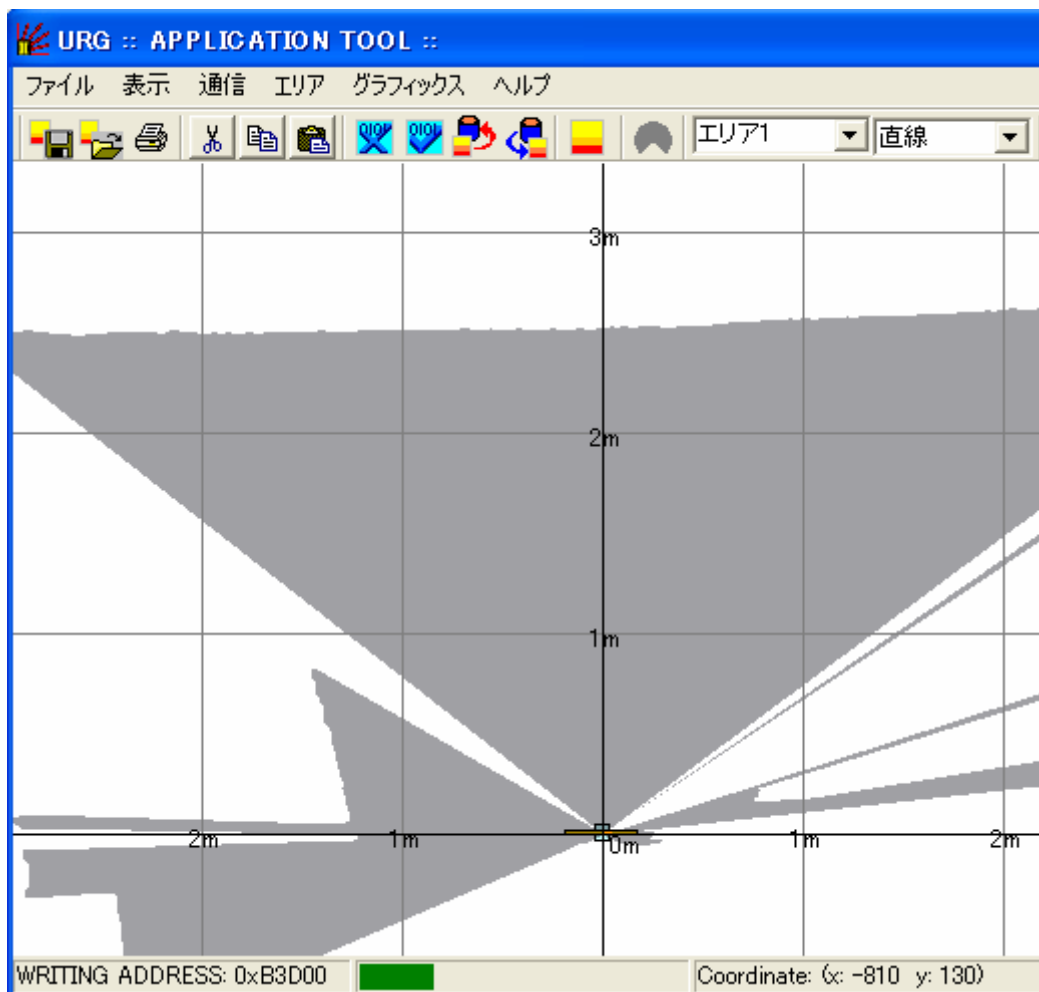 URG :: APPLICATION TOOL ::
ファイル 表示 通信 エリア グラフィックス ヘルプ
エリア1 直線
3m
2m
1m
2m 1m 0m 1m 2m
WRITING ADDRESS: 0xB3D00 Coordinate: (x: -810 y: 130)